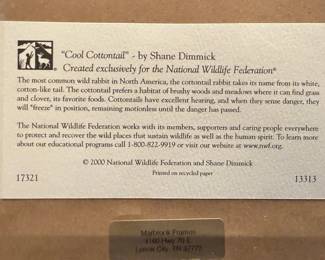 "Cool Cottontail" - by Shane Dimmick
Created exclusively for the National Wildlife Federation®
The most common wild rabbit in North America, the cottontail rabbit takes its name from its white,
cotton-like tail. The cottontail prefers a habitat of brushy woods and meadows where it can find grass
and clover, its favorite foods. Cottontails have excellent hearing, and when they sense danger, they
will "freeze" in position, remaining motionless until the danger has passed.
The National Wildlife Federation works with its members, supporters and caring people everywhere
to protect and recover the wild places that sustain wildlife as well as the human spirit. To learn more
about our educational programs call 1-800-822-9919 or visit our website at www.nwf.org.
© 2000 National Wildlife Federation and Shane Dimmick
17321 Printed on recycled paper 13313
Hwy
City, TN 37772